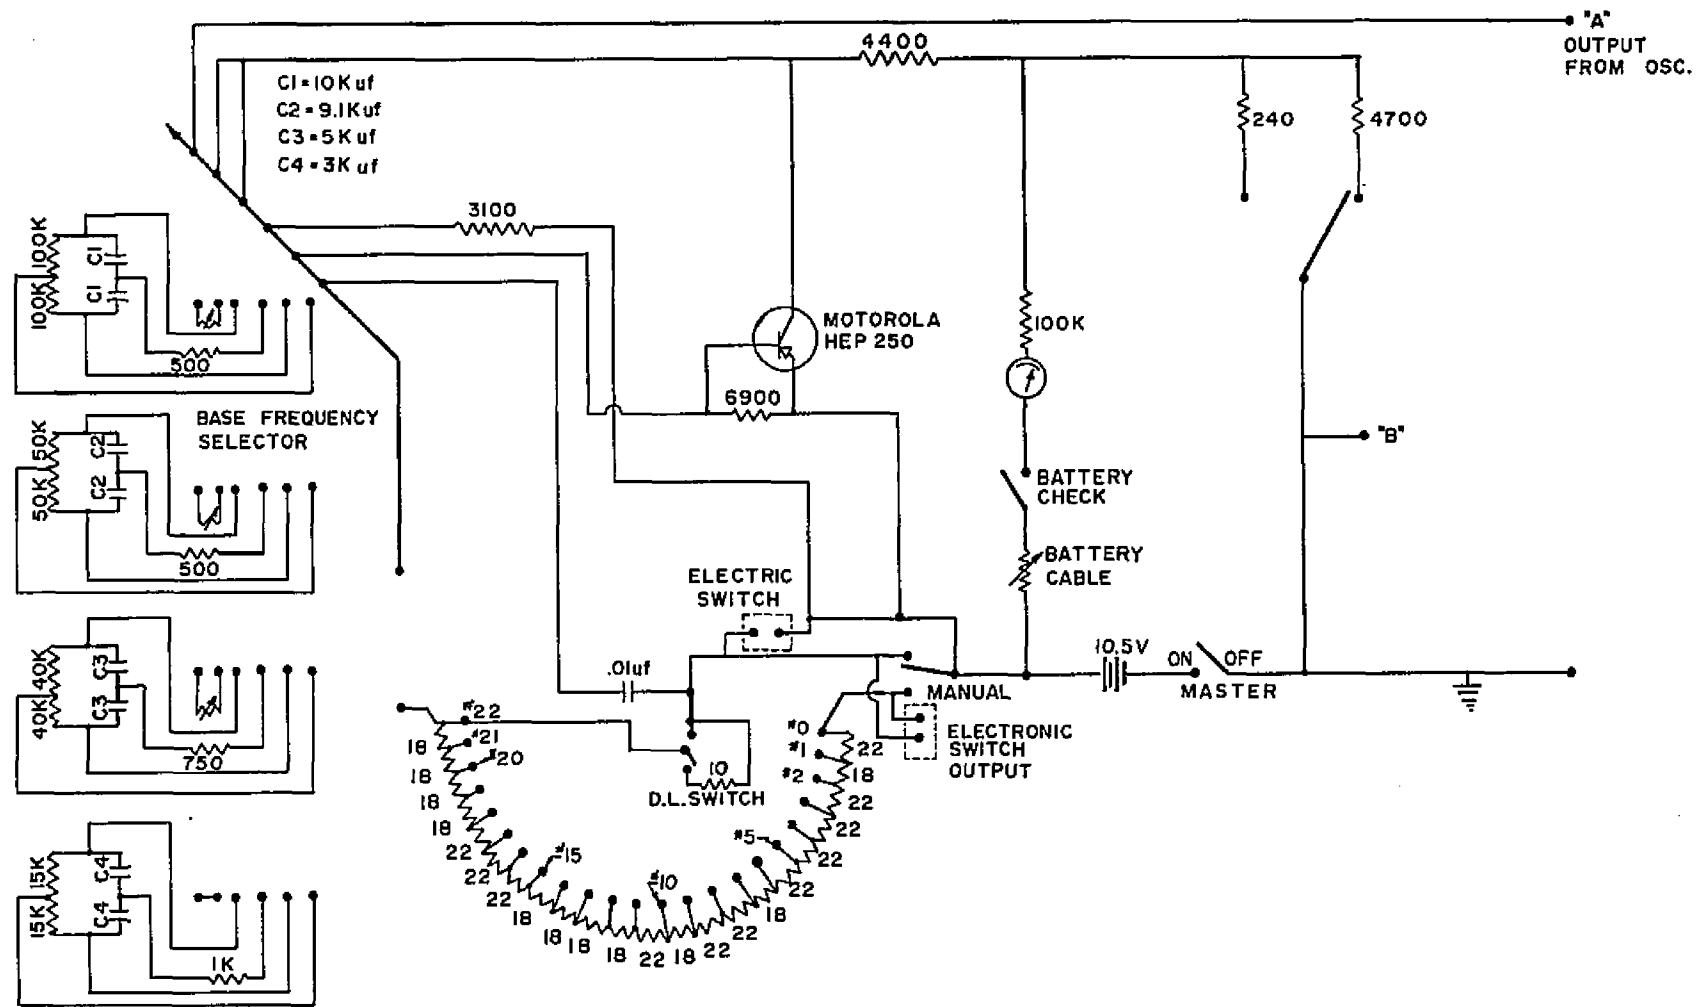 "A"
OUTPUT
FROM OSC.
4400
C1=10K uf
C2=9.1K uf
C3=5K uf
C4=3K uf
240
4700
3100
100K
100K
C1
C1
500
MOTOROLA
HEP 250
100K
6900
BASE FREQUENCY
SELECTOR
50K
50K
C2
C2
500
"B"
BATTERY
CHECK
BATTERY
CABLE
ELECTRIC
SWITCH
40K
40K
C3
C3
750
.01uf
10.5V
ON
OFF
MASTER
MANUAL
ELECTRONIC
SWITCH
OUTPUT
D.L. SWITCH
10
#22
#21
#20
#15
#10
#5
#2
#1
#0
18
18
18
18
22
22
22
18
18
18
18
22
18
22
22
18
22
22
22
22
18
22
15K
15K
C4
C4
1K